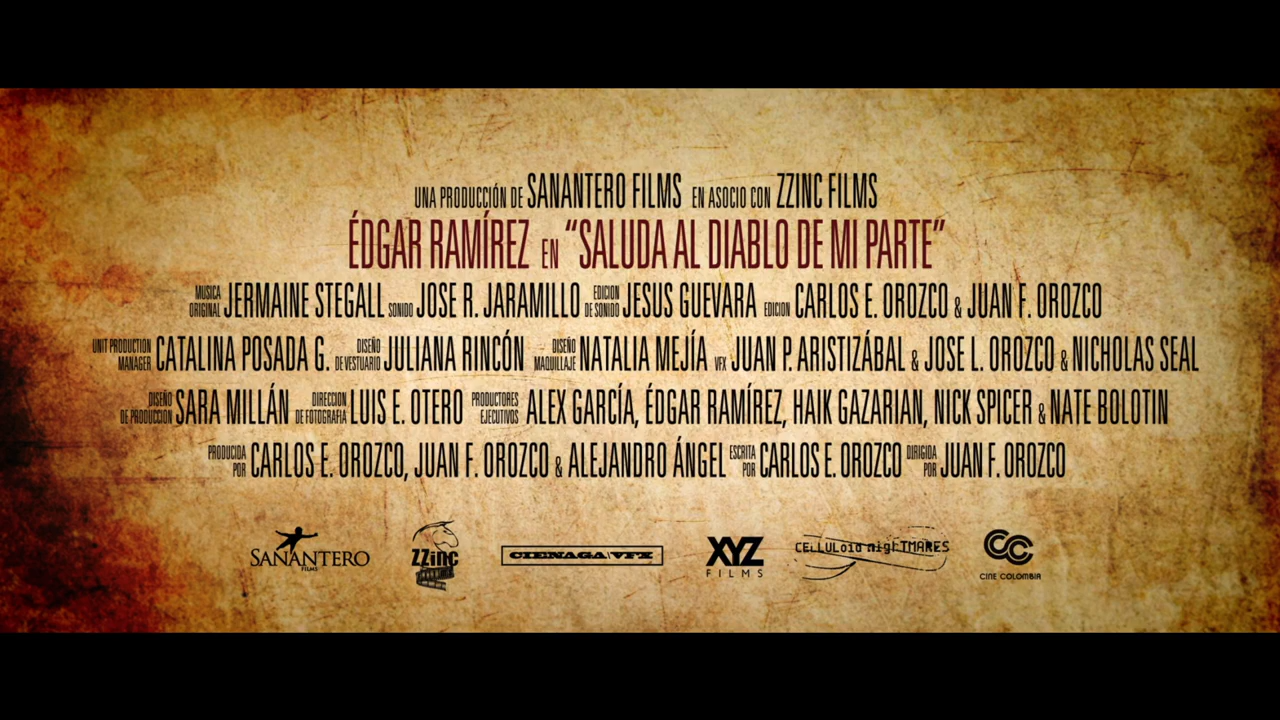 UNA PRODUCCIÓN DE SANANTERO FILMS EN ASOCIO CON ZZINC FILMS
ÉDGAR RAMÍREZ EN “SALUDA AL DIABLO DE MI PARTE”
MUSICA ORIGINAL JERMAINE STEGALL SONIDO JOSE R. JARAMILLO EDICION DE SONIDO JESUS GUEVARA EDICION CARLOS E. OROZCO & JUAN F. OROZCO
UNIT PRODUCTION MANAGER CATALINA POSADA G. DISEÑO DE VESTUARIO JULIANA RINCÓN DISEÑO MAQUILLAJE NATALIA MEJÍA VFX JUAN P. ARISTIZÁBAL & JOSE L. OROZCO & NICHOLAS SEAL
DISEÑO DE PRODUCCION SARA MILLÁN DIRECCION DE FOTOGRAFIA LUIS E. OTERO PRODUCTORES EJECUTIVOS ALEX GARCÍA, ÉDGAR RAMÍREZ, HAIK GAZARIAN, NICK SPICER & NATE BOLOTIN
PRODUCIDA POR CARLOS E. OROZCO, JUAN F. OROZCO & ALEJANDRO ÁNGEL ESCRITA POR CARLOS E. OROZCO DIRIGIDA POR JUAN F. OROZCO
SANANTERO FILMS
ZZinc
CIENAGA\VFX
XYZ FILMS
CELLULOID NIGHTMARES
CC CINE COLOMBIA